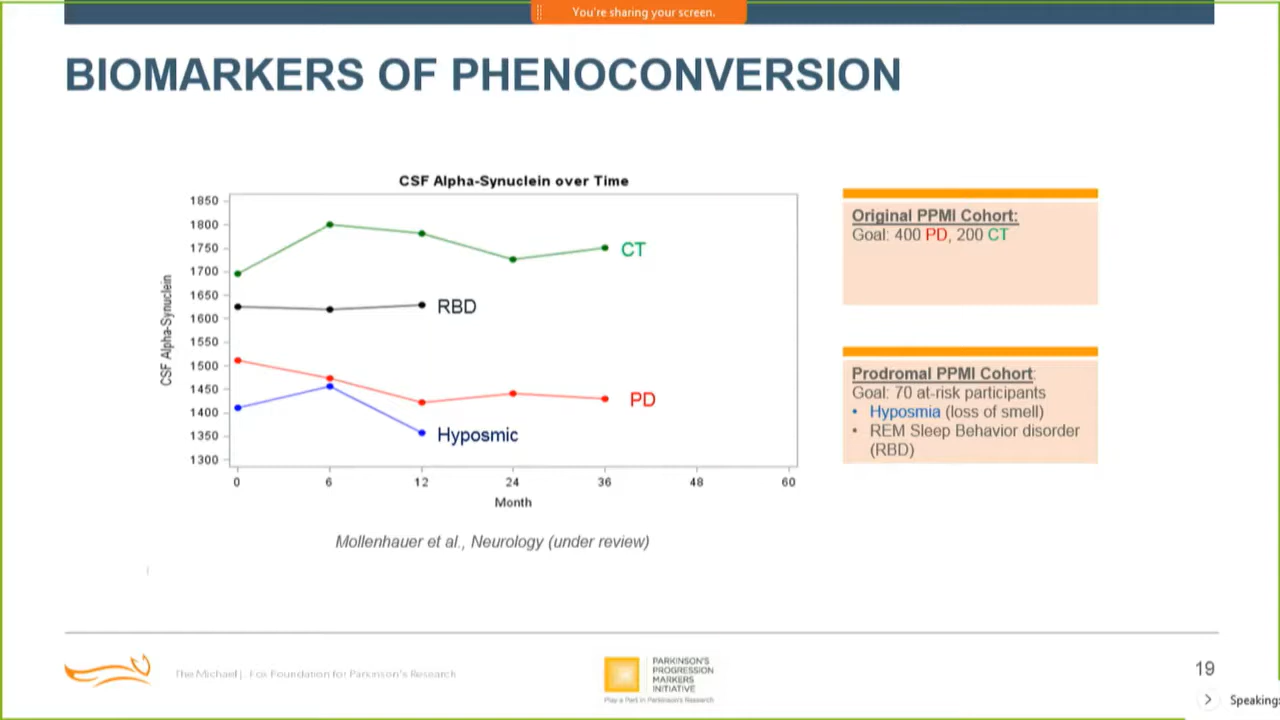 You're sharing your screen.
BIOMARKERS OF PHENOCONVERSION
CSF Alpha-Synuclein over Time
1850
1800
1750
1700
1650
1600
1550
1500
1450
1400
1350
1300
CSF Alpha-Synuclein
CT
RBD
PD
Hyposmic
0 6 12 24 36 48 60
Month
Mollenhauer et al., Neurology (under review)
Original PPMI Cohort:
Goal: 400 PD, 200 CT
Prodromal PPMI Cohort:
Goal: 70 at-risk participants
• Hyposmia (loss of smell)
• REM Sleep Behavior disorder
(RBD)
The Michael J. Fox Foundation for Parkinson's Research
PARKINSON'S
PROGRESSION
MARKERS
INITIATIVE
Play a Part in Parkinson's Research
19
Speaking: